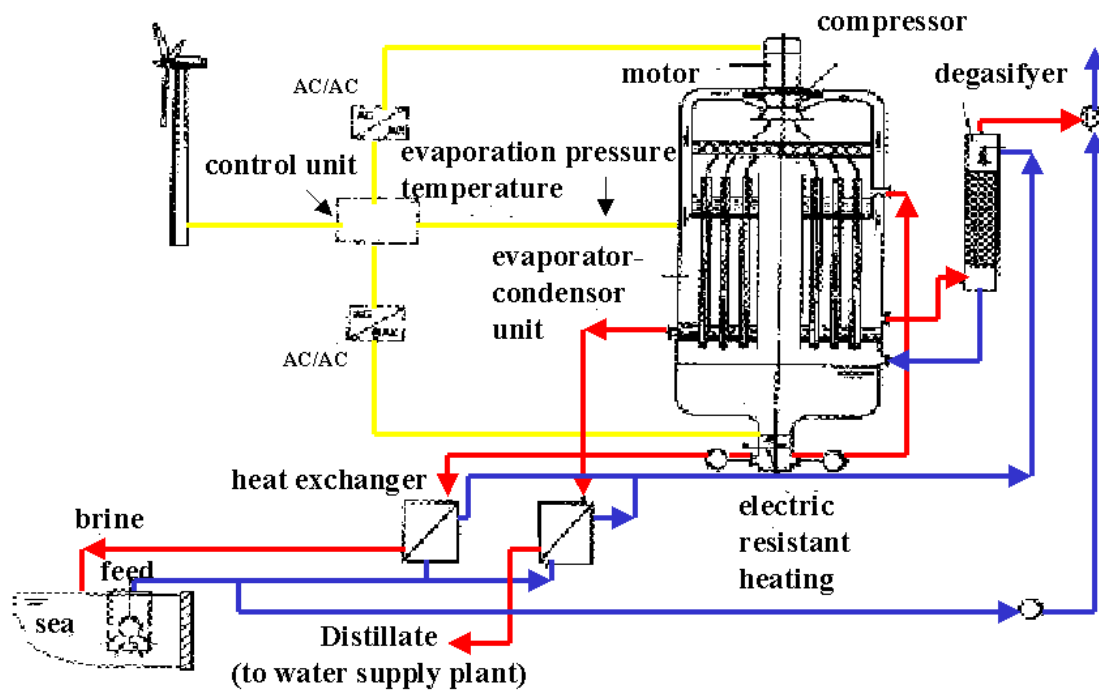 compressor
motor
degasifyer
AC/AC
control unit
evaporation pressure
temperature
evaporator-
condensor
unit
AC/AC
heat exchanger
brine
feed
sea
electric
resistant
heating
Distillate
(to water supply plant)